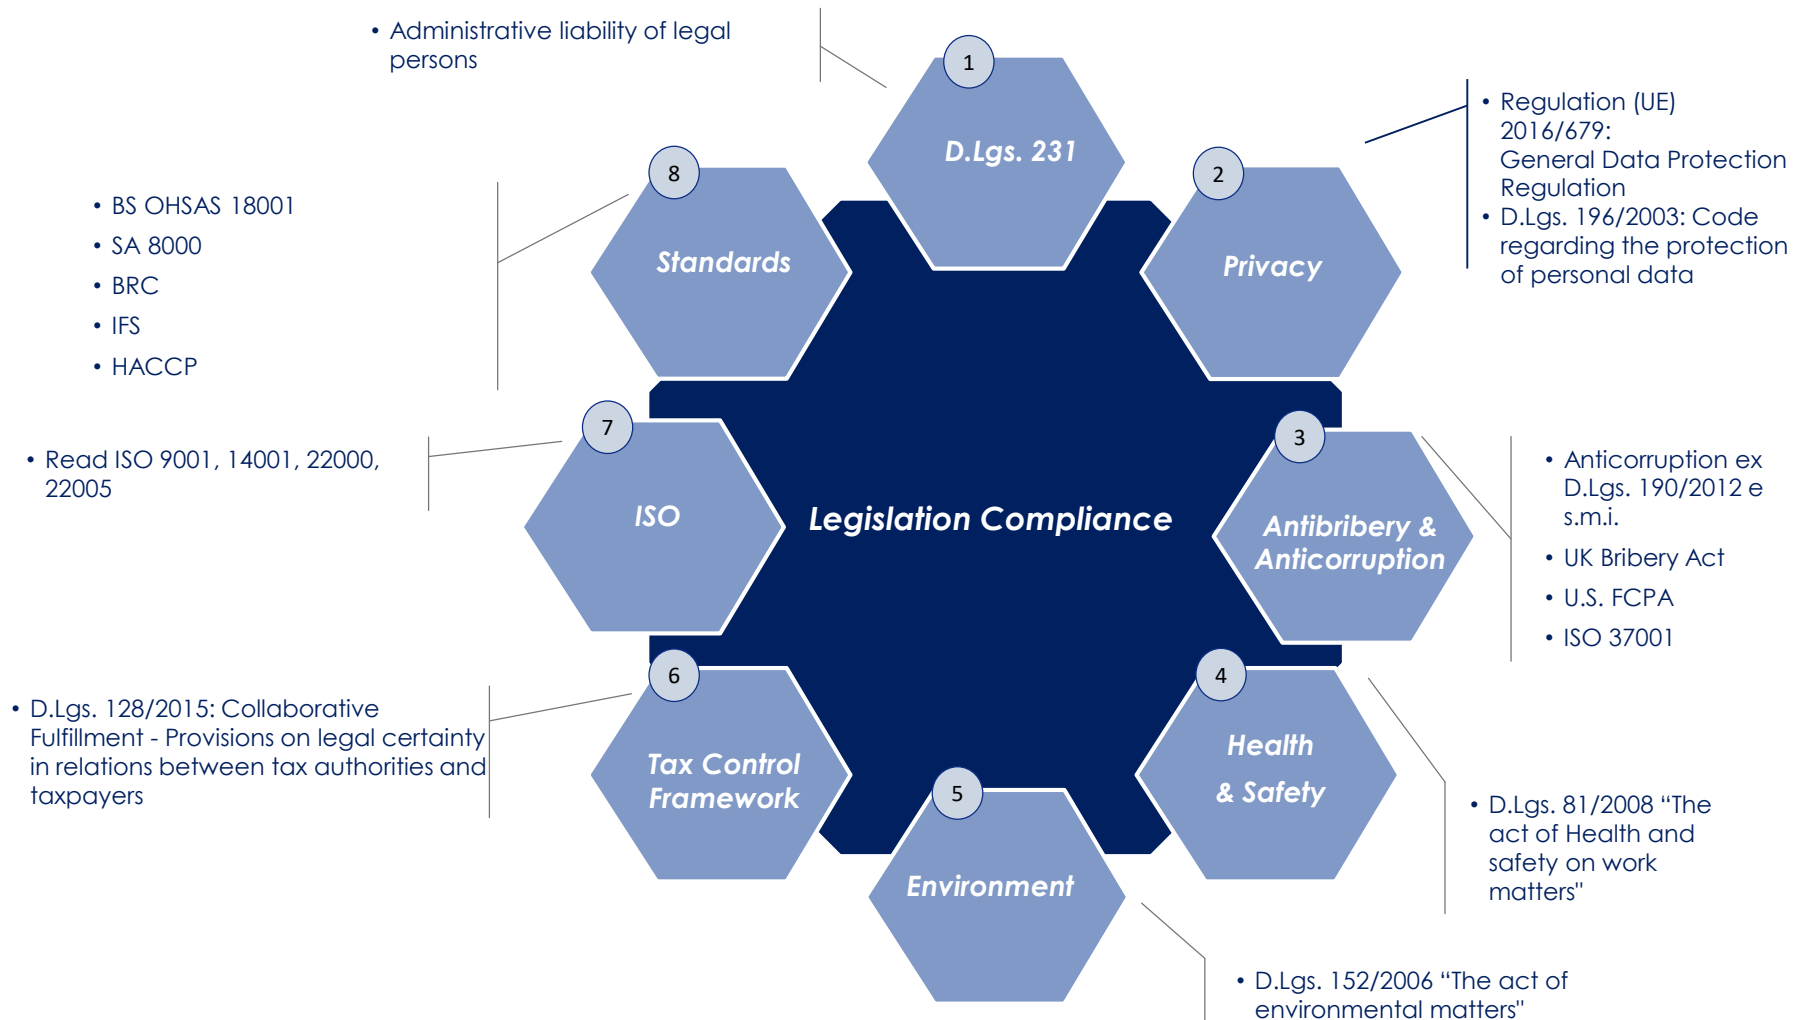 • Administrative liability of legal
persons
1
D.Lgs. 231
2
Privacy
• Regulation (UE)
2016/679:
General Data Protection
Regulation
• D.Lgs. 196/2003: Code
regarding the protection
of personal data
8
Standards
• BS OHSAS 18001
• SA 8000
• BRC
• IFS
• HACCP
7
ISO
• Read ISO 9001, 14001, 22000,
22005
Legislation Compliance
3
Antibribery &
Anticorruption
• Anticorruption ex
D.Lgs. 190/2012 e
s.m.i.
• UK Bribery Act
• U.S. FCPA
• ISO 37001
6
Tax Control
Framework
• D.Lgs. 128/2015: Collaborative
Fulfillment - Provisions on legal certainty
in relations between tax authorities and
taxpayers
4
Health
& Safety
• D.Lgs. 81/2008 “The
act of Health and
safety on work
matters"
5
Environment
• D.Lgs. 152/2006 “The act of
environmental matters"